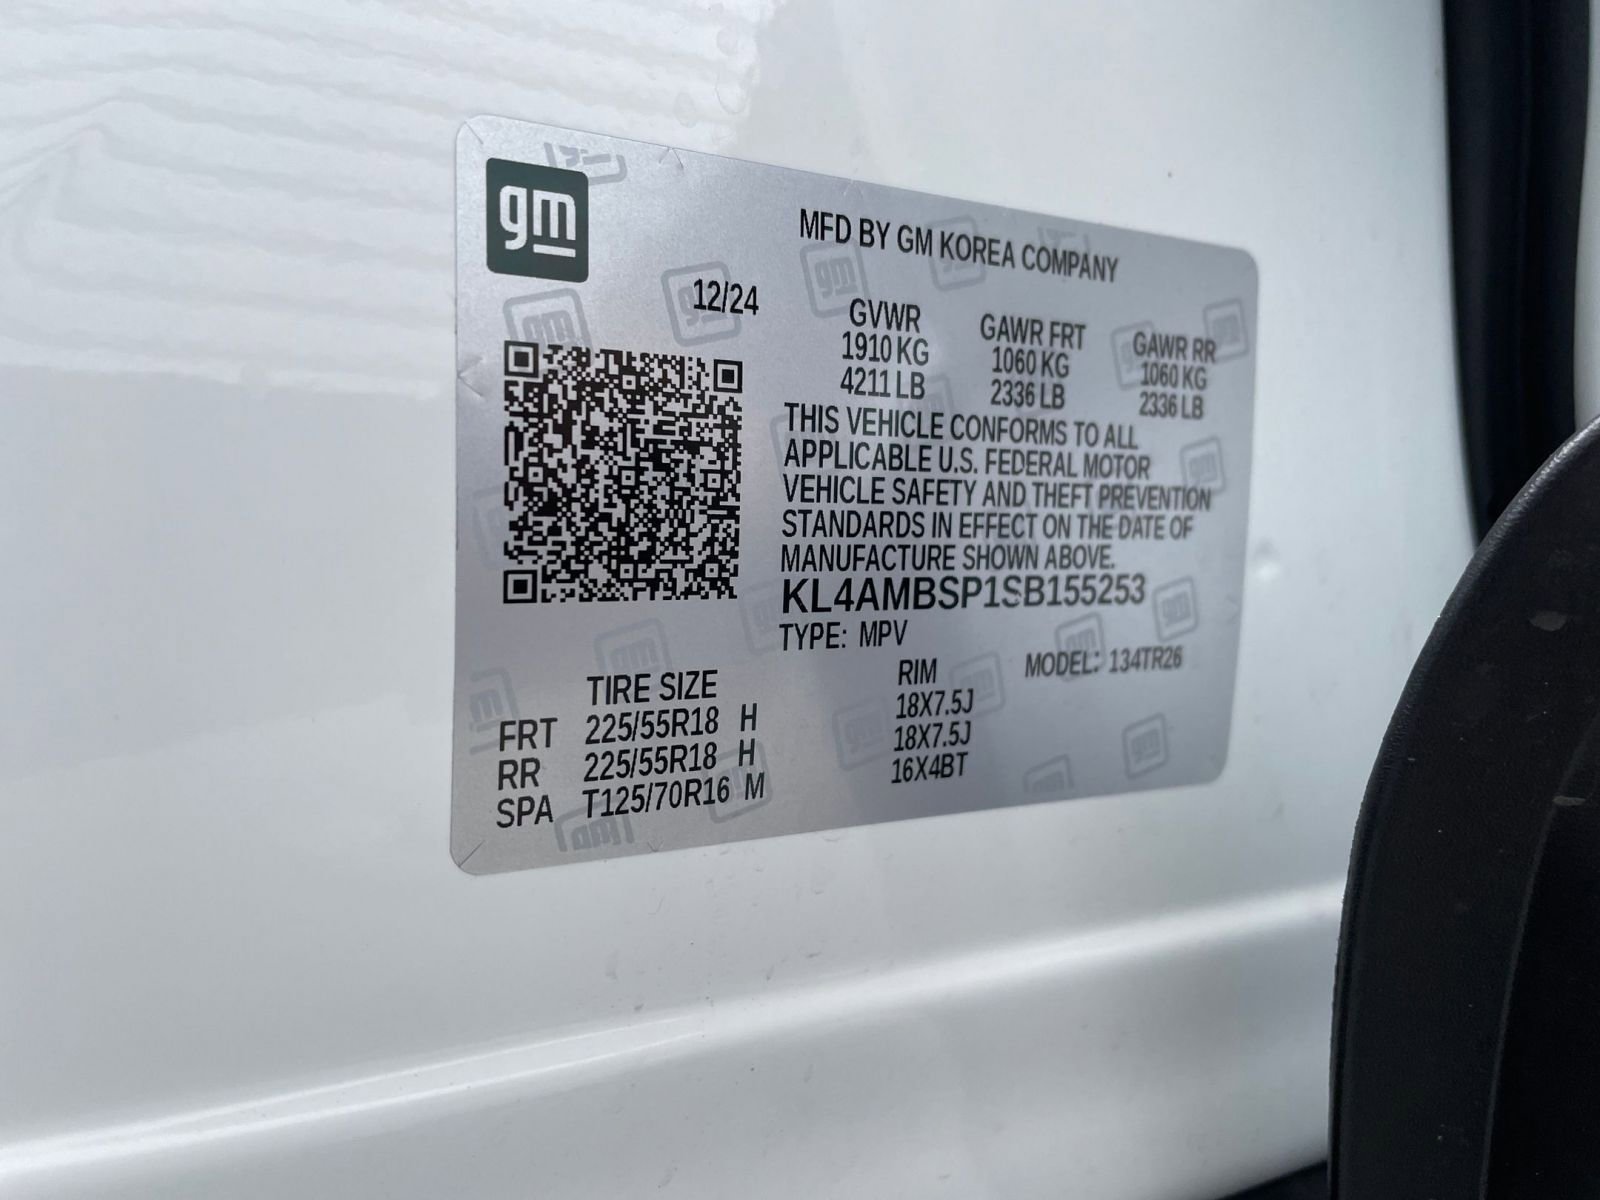 gm
MFD BY GM KOREA COMPANY
12/24
GVWR GAWR FRT GAWR RR
1910 KG 1060 KG 1060 KG
4211 LB 2336 LB 2336 LB
THIS VEHICLE CONFORMS TO ALL
APPLICABLE U.S. FEDERAL MOTOR
VEHICLE SAFETY AND THEFT PREVENTION
STANDARDS IN EFFECT ON THE DATE OF
MANUFACTURE SHOWN ABOVE.
KL4AMBSP1SB155253
TYPE: MPV MODEL: 134TR26
TIRE SIZE RIM
FRT 225/55R18 H 18X7.5J
RR 225/55R18 H 18X7.5J
SPA T125/70R16 M 16X4BT